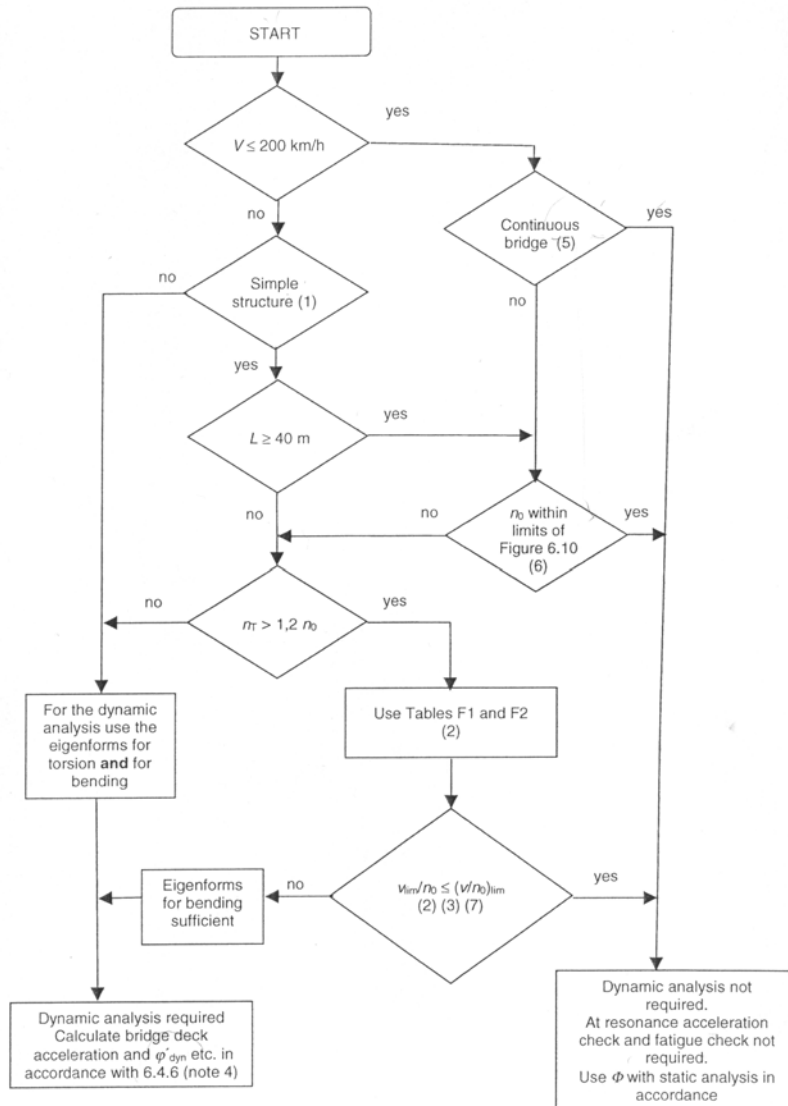 START
yes
V ≤ 200 km/h
no
yes
Continuous
bridge (5)
no
Simple
structure (1)
no
yes
yes
L ≥ 40 m
no
no
n₀ within
limits of
Figure 6.10
(6)
yes
no
yes
nT > 1,2 n₀
For the dynamic
analysis use the
eigenforms for
torsion and for
bending
Use Tables F1 and F2
(2)
Eigenforms
for bending
sufficient
no
vlim/n₀ ≤ (v/n₀)lim
(2) (3) (7)
yes
Dynamic analysis required
Calculate bridge deck
acceleration and φ'dyn etc. in
accordance with 6.4.6 (note 4)
Dynamic analysis not
required.
At resonance acceleration
check and fatigue check not
required.
Use Φ with static analysis in
accordance